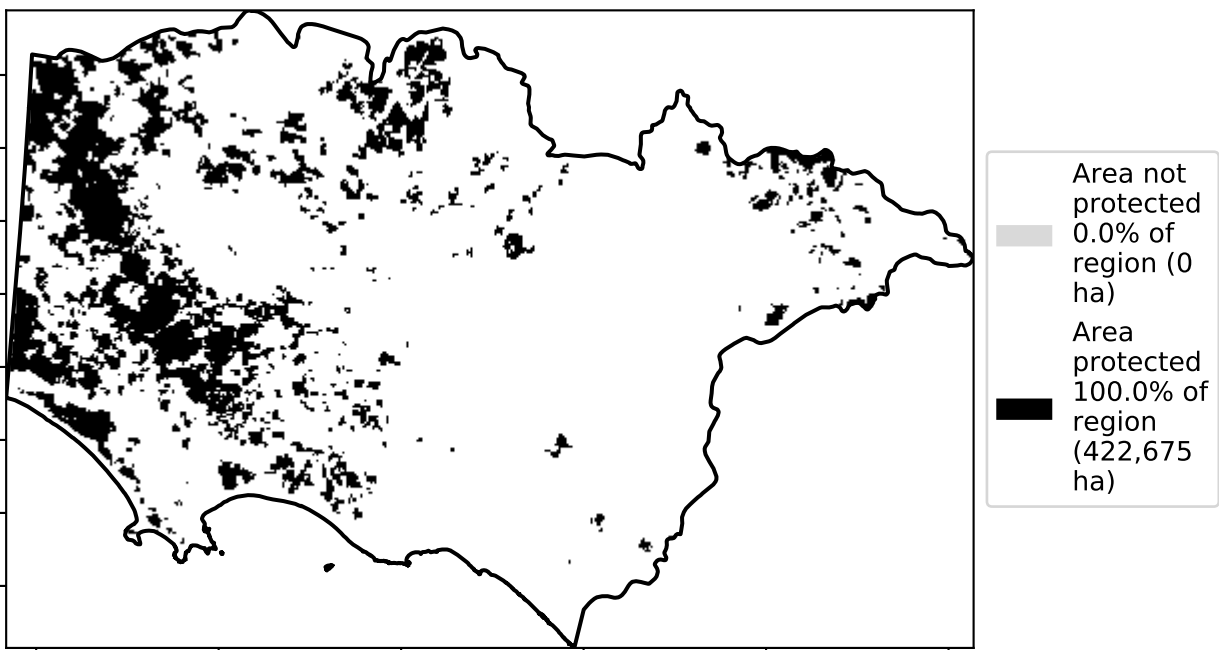 Area not
protected
0.0% of
region (0
ha)
Area
protected
100.0% of
region
(422,675
ha)